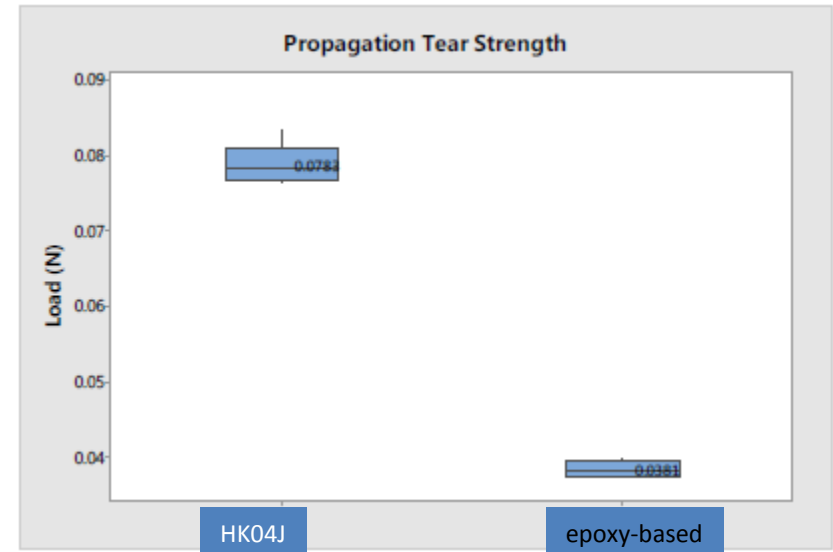 Propagation Tear Strength
0.09
0.08
0.0783
0.07
Load (N)
0.06
0.05
0.04
0.0381
HK04J
epoxy-based